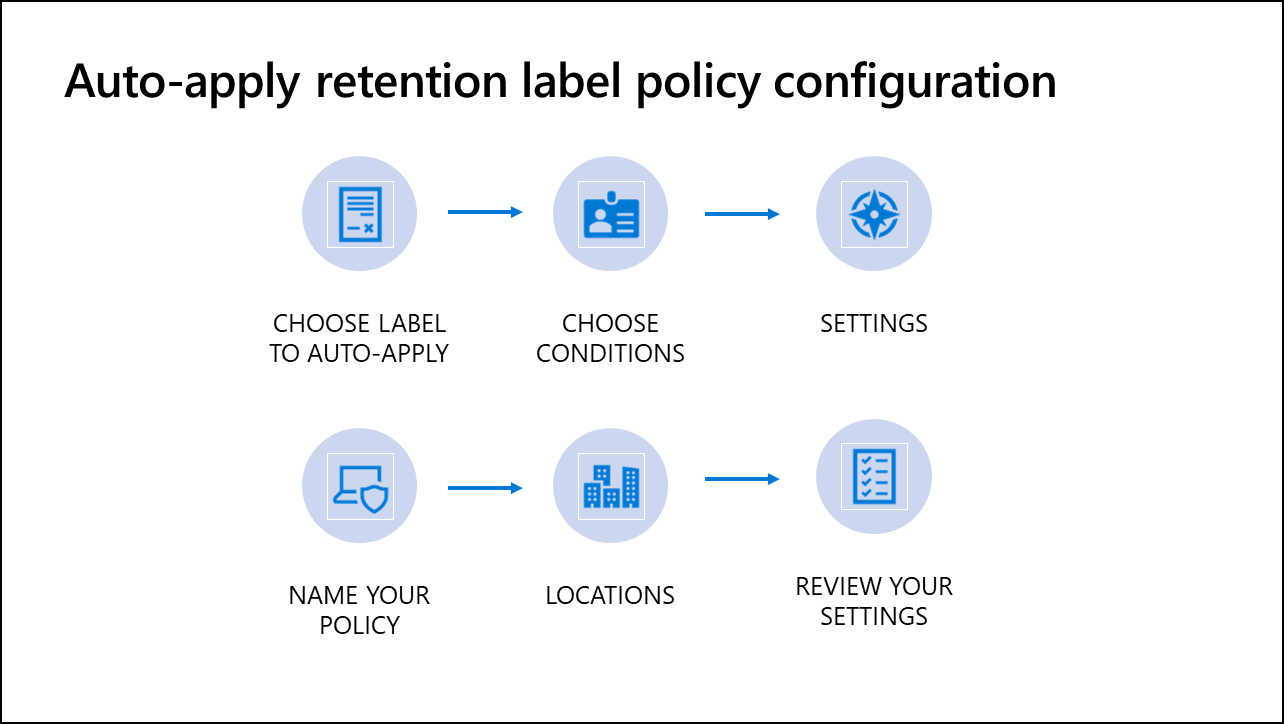 Auto-apply retention label policy configuration
CHOOSE LABEL
TO AUTO-APPLY
CHOOSE
CONDITIONS
SETTINGS
NAME YOUR
POLICY
LOCATIONS
REVIEW YOUR
SETTINGS